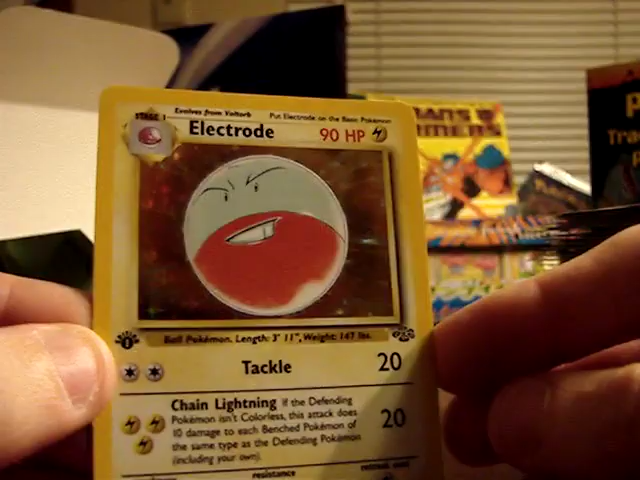 STAGE 1
Evolves from Voltorb
Put Electrode on the Basic Pokémon
Electrode 90 HP
Ball Pokémon. Length: 3' 11", Weight: 147 lbs.
Tackle 20
Chain Lightning If the Defending
Pokémon isn't Colorless, this attack does
10 damage to each Benched Pokémon of
the same type as the Defending Pokémon
(including your own).
20
resistance